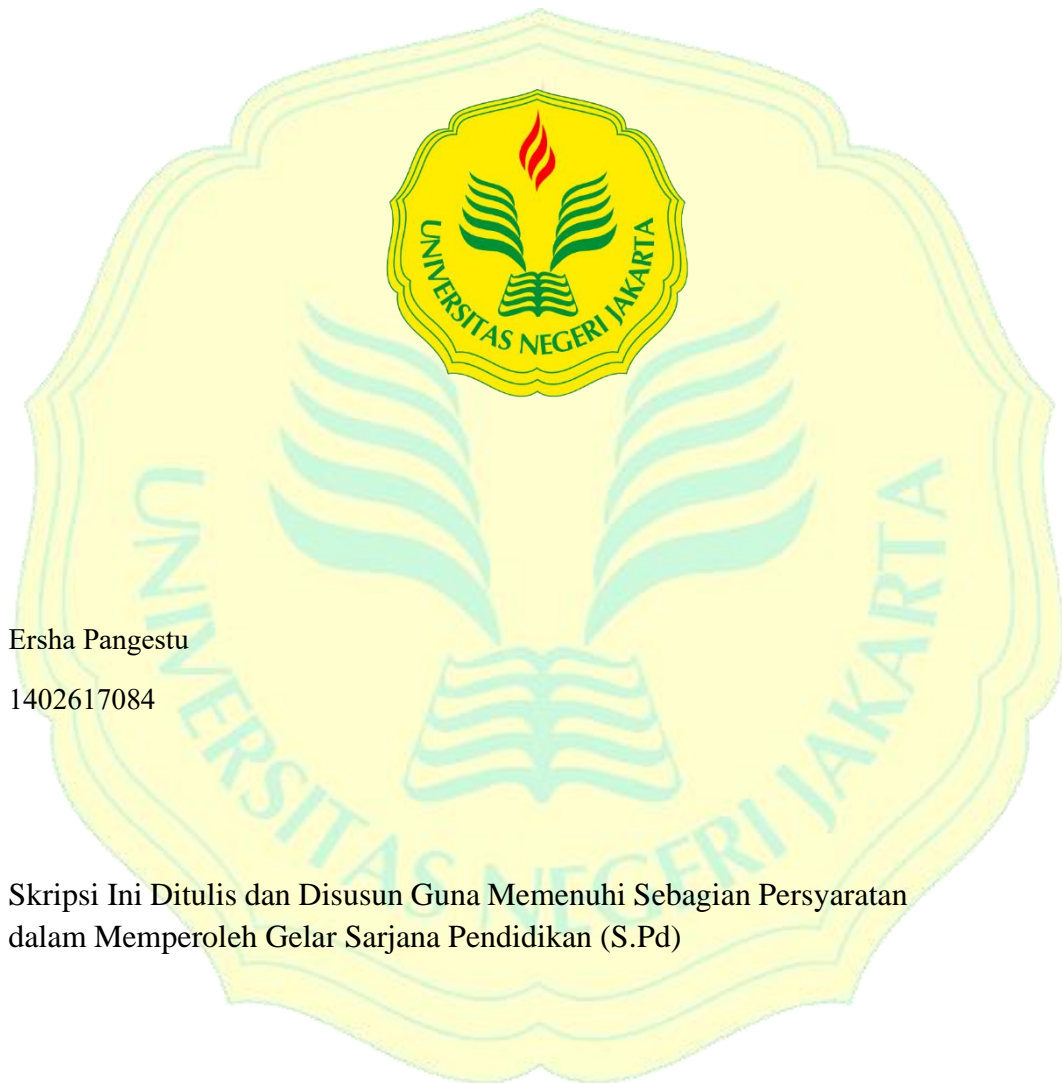 UNIVERSITAS NEGERI JAKARTA
UNIVERSITAS NEGERI JAKARTA
Ersha Pangestu
1402617084
Skripsi Ini Ditulis dan Disusun Guna Memenuhi Sebagian Persyaratan
dalam Memperoleh Gelar Sarjana Pendidikan (S.Pd)